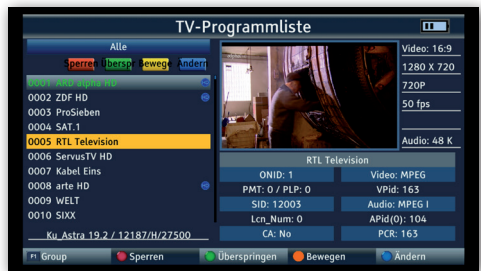 TV-Programmliste
Alle
Sperren Überspr Bewege Ändern
0001 ARD alpha HD
0002 ZDF HD
0003 ProSieben
0004 SAT.1
0005 RTL Television
0006 ServusTV HD
0007 Kabel Eins
0008 arte HD
0009 WELT
0010 SIXX
Ku_Astra 19.2 / 12187/H/27500
Video: 16:9
1280 X 720
720P
50 fps
Audio: 48 K
RTL Television
ONID: 1 Video: MPEG
PMT: 0 / PLP: 0 VPid: 163
SID: 12003 Audio: MPEG I
Lcn_Num: 0 APid(0): 104
CA: No PCR: 163
F1 Group Sperren Überspringen Bewegen Ändern